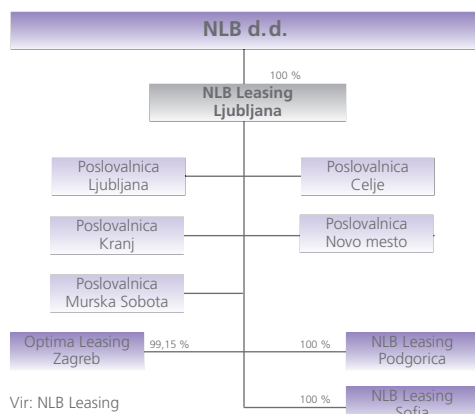 NLB d.d.
100 %
NLB Leasing
Ljubljana
Poslovalnica
Ljubljana
Poslovalnica
Celje
Poslovalnica
Kranj
Poslovalnica
Novo mesto
Poslovalnica
Murska Sobota
Optima Leasing
Zagreb
99,15 %
100 %
NLB Leasing
Podgorica
Vir: NLB Leasing
100 %
NLB Leasing
Sofia